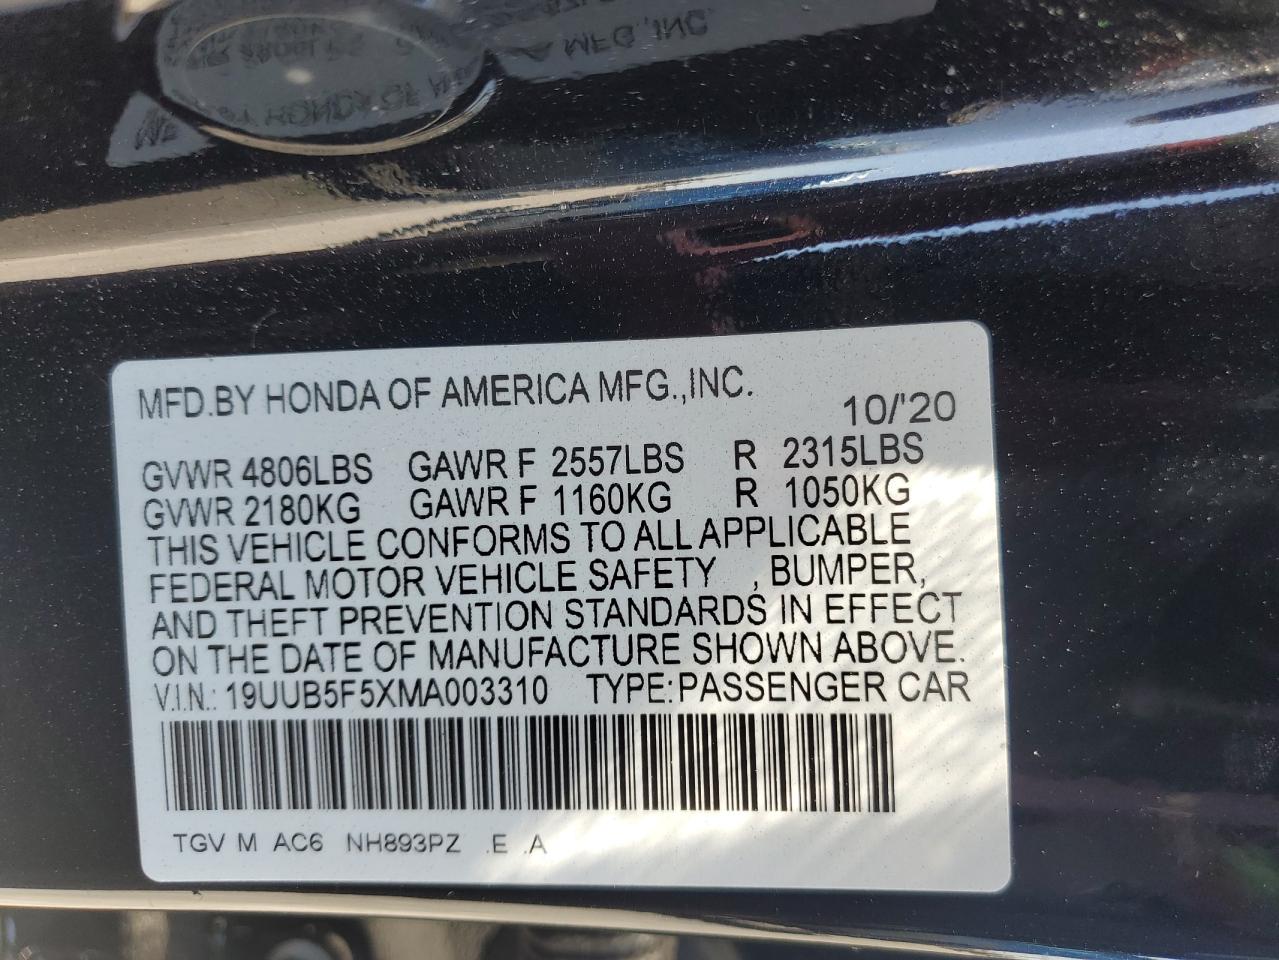 MFD.BY HONDA OF AMERICA MFG.,INC.
10/'20
GVWR 4806LBS GAWR F 2557LBS R 2315LBS
GVWR 2180KG GAWR F 1160KG R 1050KG
THIS VEHICLE CONFORMS TO ALL APPLICABLE
FEDERAL MOTOR VEHICLE SAFETY , BUMPER,
AND THEFT PREVENTION STANDARDS IN EFFECT
ON THE DATE OF MANUFACTURE SHOWN ABOVE.
V.I.N.: 19UUB5F5XMA003310 TYPE:PASSENGER CAR
TGV M AC6 NH893PZ .E .A